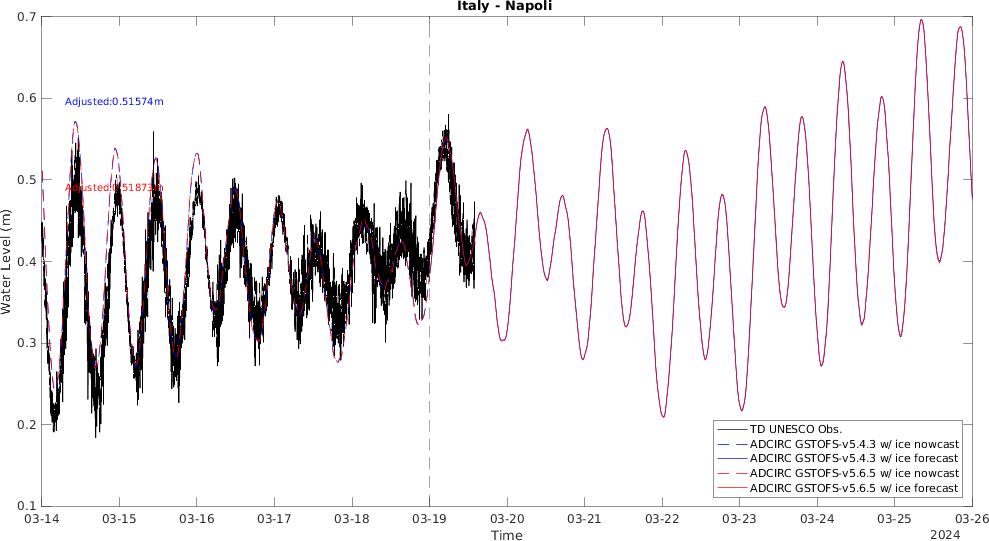 Italy - Napoli
0.7
0.6
0.5
0.4
0.3
0.2
0.1
Water Level (m)
Adjusted:0.51574m
Adjusted:0.51873m
TD UNESCO Obs.
ADCIRC GSTOFS-v5.4.3 w/ ice nowcast
ADCIRC GSTOFS-v5.4.3 w/ ice forecast
ADCIRC GSTOFS-v5.6.5 w/ ice nowcast
ADCIRC GSTOFS-v5.6.5 w/ ice forecast
03-14 03-15 03-16 03-17 03-18 03-19 03-20 03-21 03-22 03-23 03-24 03-25 03-26
Time
2024